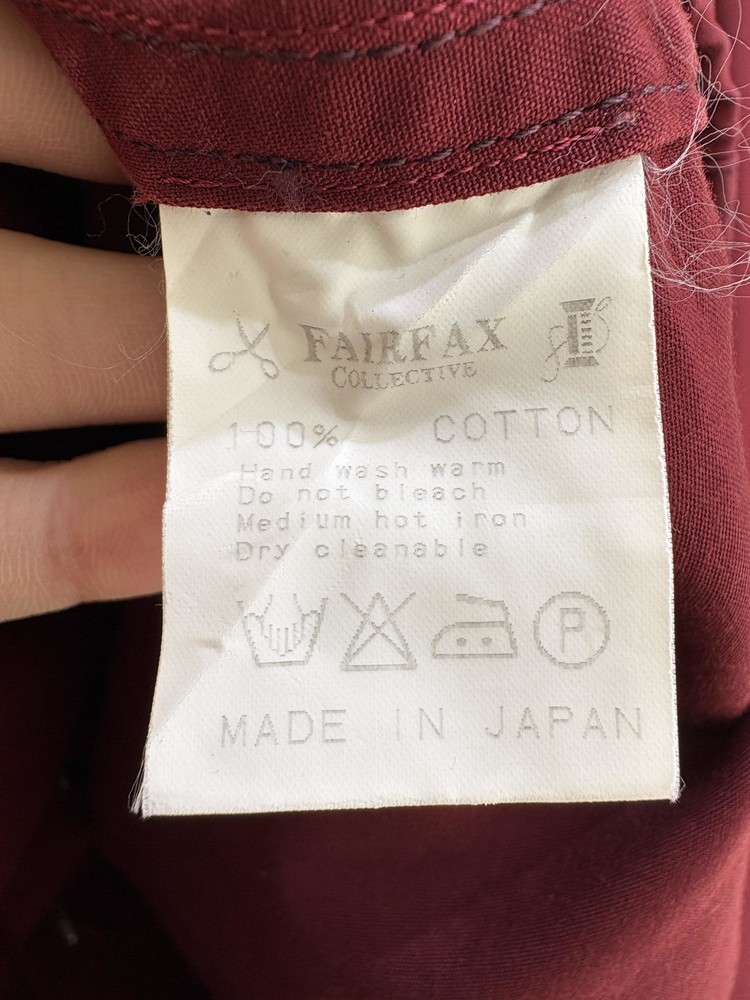 FAIRFAX
COLLECTIVE
100% COTTON
Hand wash warm
Do not bleach
Medium hot iron
Dry cleanable
P
MADE IN JAPAN